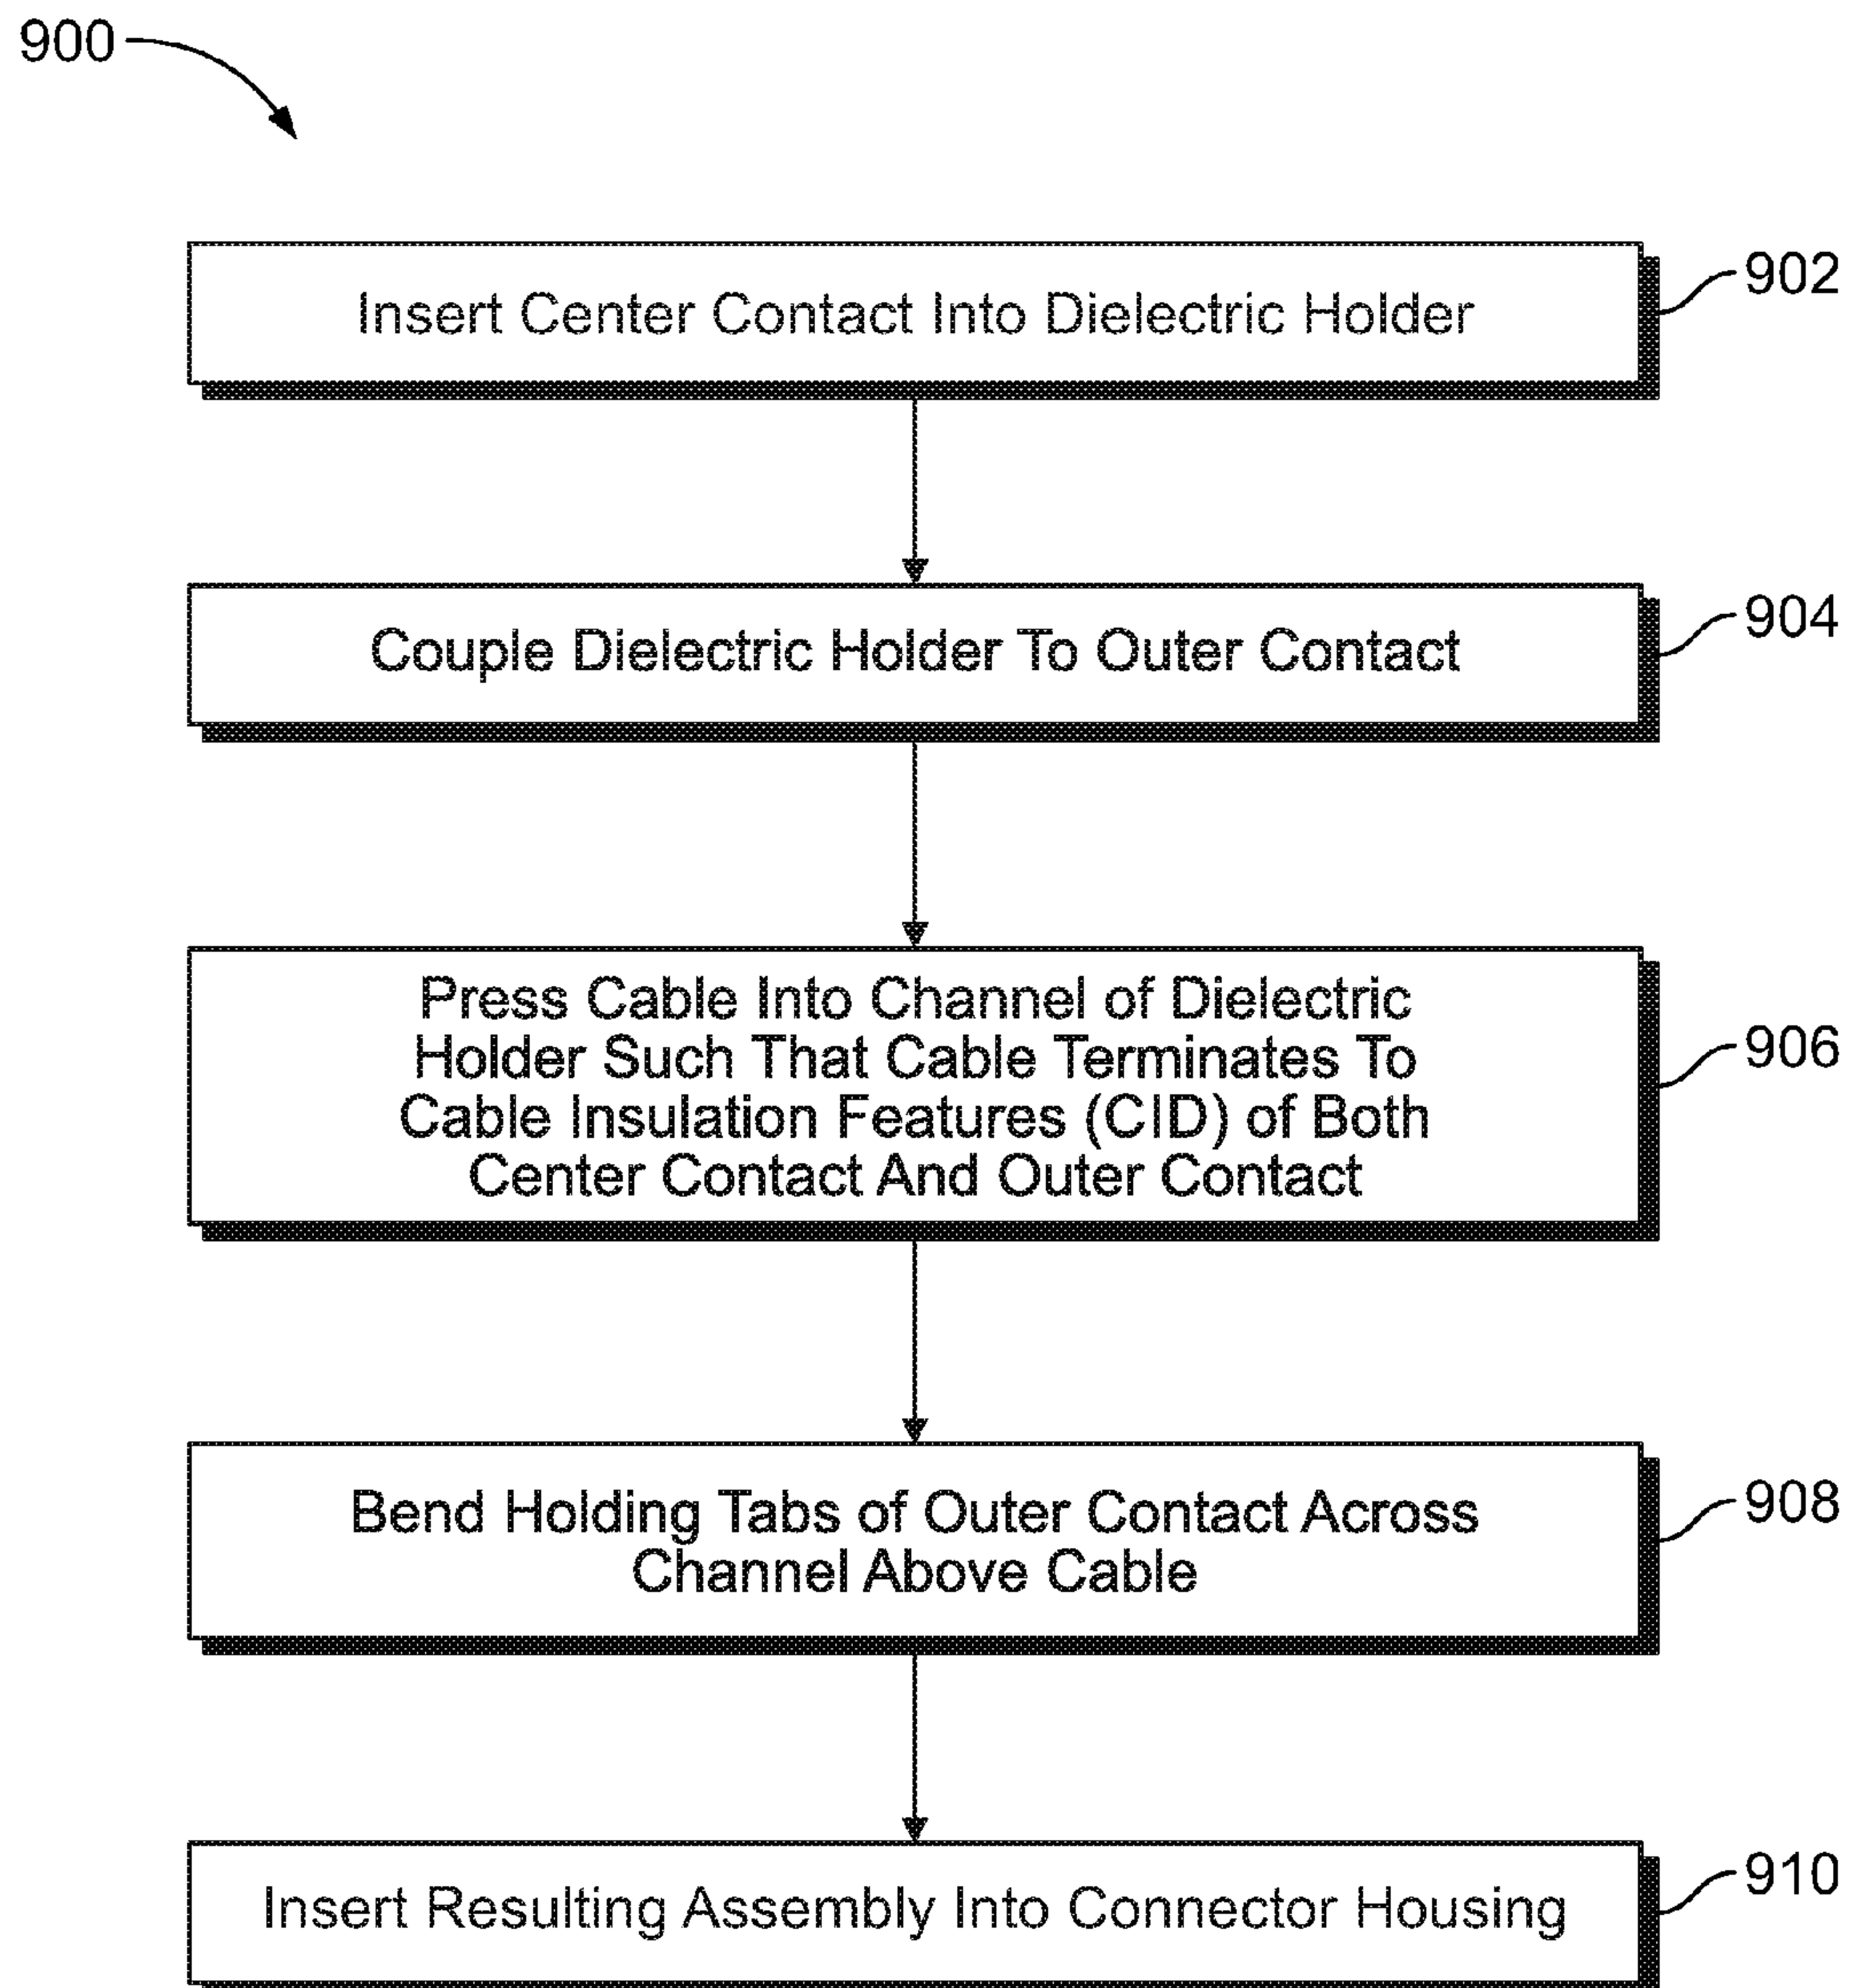 900
Insert Center Contact Into Dielectric Holder
902
Couple Dielectric Holder To Outer Contact
904
Press Cable Into Channel of Dielectric
Holder Such That Cable Terminates To
Cable Insulation Features (CID) of Both
Center Contact And Outer Contact
906
Bend Holding Tabs of Outer Contact Across
Channel Above Cable
908
Insert Resulting Assembly Into Connector Housing
910